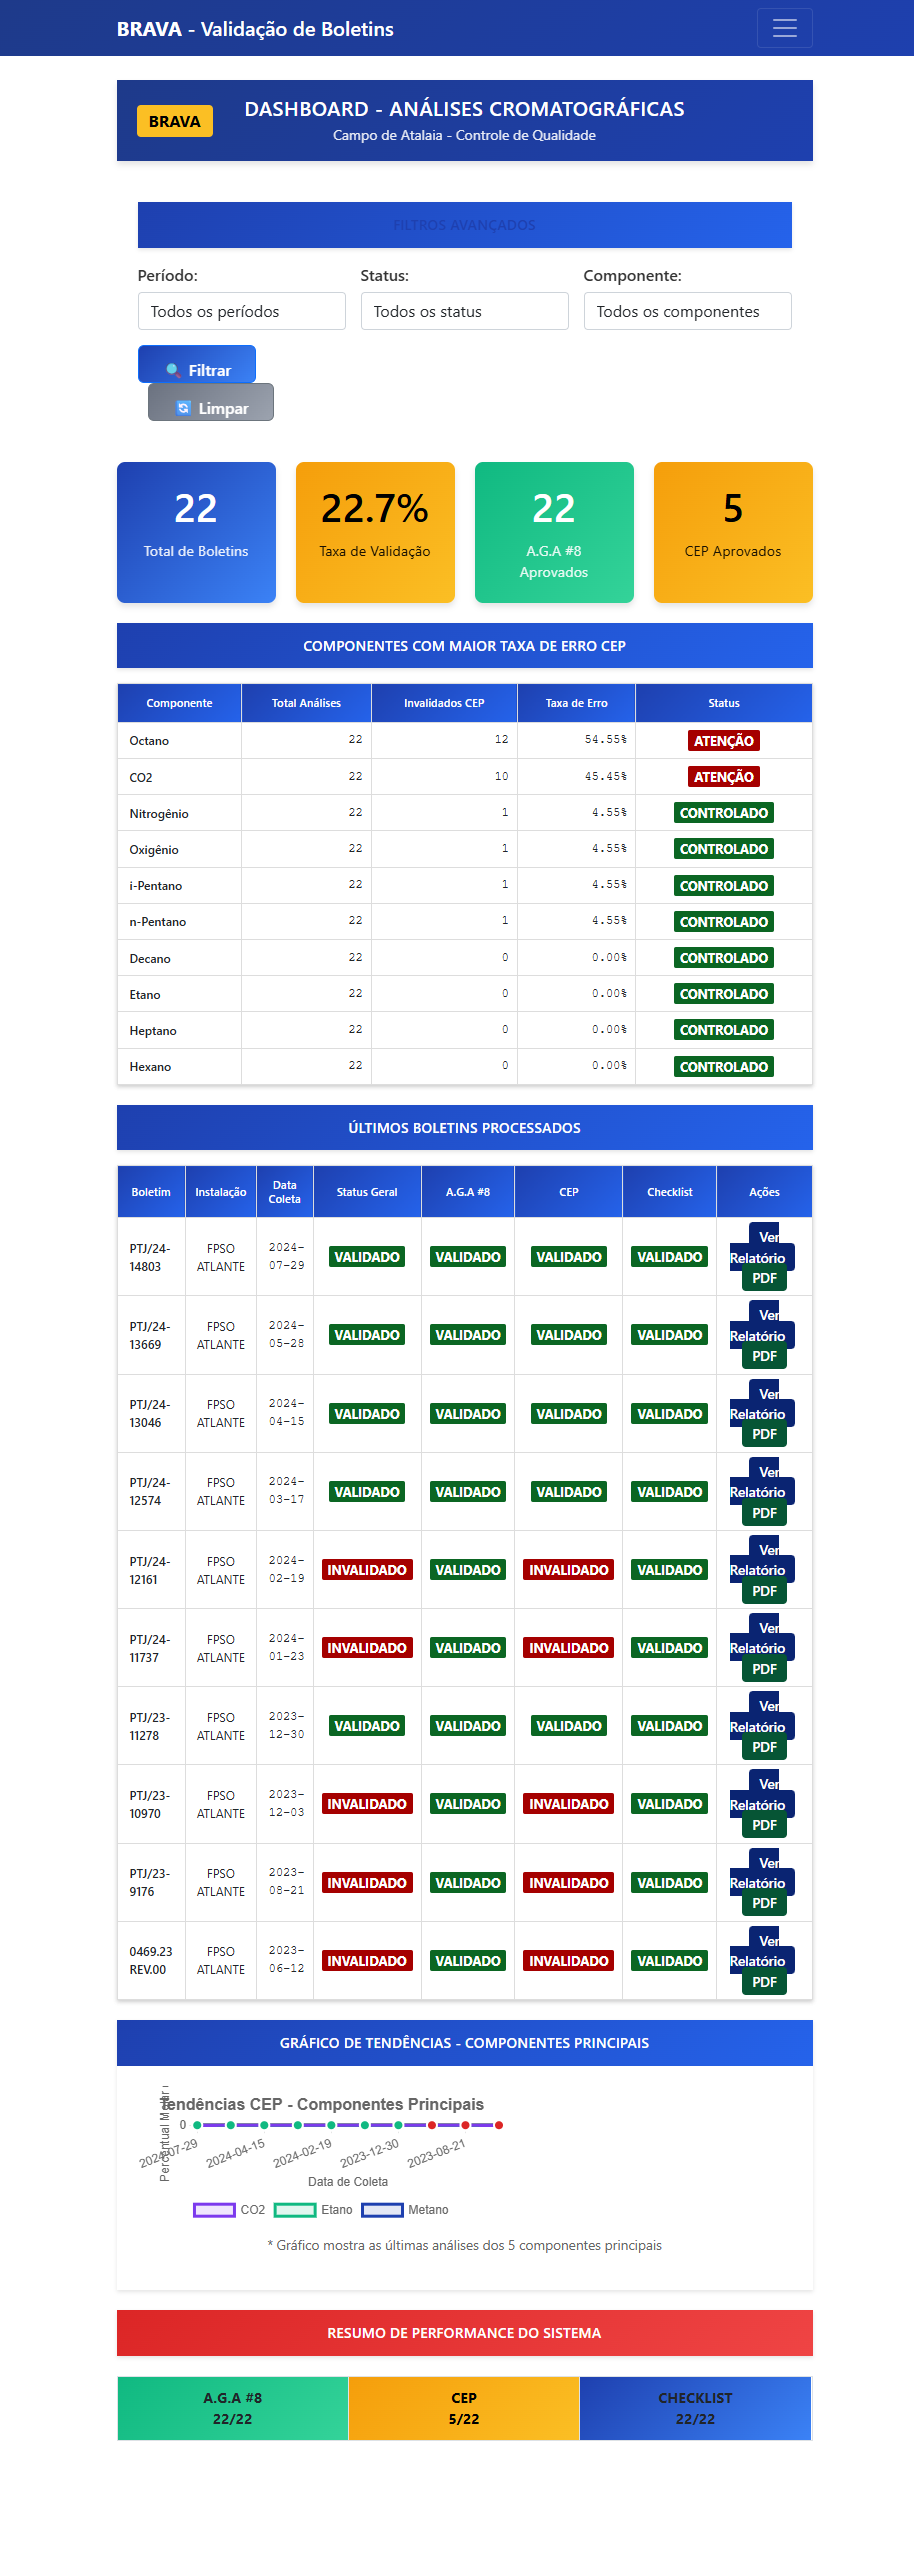 BRAVA - Validação de Boletins
BRAVA
DASHBOARD - ANÁLISES CROMATOGRÁFICAS
Campo de Atalaia - Controle de Qualidade
FILTROS AVANÇADOS
Período: Status: Componente:
Todos os períodos Todos os status Todos os componentes
Filtrar
Limpar
22 22.7% 22 5
Total de Boletins Taxa de Validação A.G.A #8 CEP Aprovados
Aprovados
COMPONENTES COM MAIOR TAXA DE ERRO CEP
Componente Total Análises Invalidados CEP Taxa de Erro Status
Octano 22 12 54.55% ATENÇÃO
CO2 22 10 45.45% ATENÇÃO
Nitrogênio 22 1 4.55% CONTROLADO
Oxigênio 22 1 4.55% CONTROLADO
i-Pentano 22 1 4.55% CONTROLADO
n-Pentano 22 1 4.55% CONTROLADO
Decano 22 0 0.00% CONTROLADO
Etano 22 0 0.00% CONTROLADO
Heptano 22 0 0.00% CONTROLADO
Hexano 22 0 0.00% CONTROLADO
ÚLTIMOS BOLETINS PROCESSADOS
Boletim Instalação Data Coleta Status Geral A.G.A #8 CEP Checklist Ações
PTJ/24-14803 FPSO ATLANTE 2024-07-29 VALIDADO VALIDADO VALIDADO VALIDADO Ver Relatório PDF
PTJ/24-13669 FPSO ATLANTE 2024-05-28 VALIDADO VALIDADO VALIDADO VALIDADO Ver Relatório PDF
PTJ/24-13046 FPSO ATLANTE 2024-04-15 VALIDADO VALIDADO VALIDADO VALIDADO Ver Relatório PDF
PTJ/24-12574 FPSO ATLANTE 2024-03-17 VALIDADO VALIDADO VALIDADO VALIDADO Ver Relatório PDF
PTJ/24-12161 FPSO ATLANTE 2024-02-19 INVALIDADO VALIDADO INVALIDADO VALIDADO Ver Relatório PDF
PTJ/24-11737 FPSO ATLANTE 2024-01-23 INVALIDADO VALIDADO INVALIDADO VALIDADO Ver Relatório PDF
PTJ/23-11278 FPSO ATLANTE 2023-12-30 VALIDADO VALIDADO VALIDADO VALIDADO Ver Relatório PDF
PTJ/23-10970 FPSO ATLANTE 2023-12-03 INVALIDADO VALIDADO INVALIDADO VALIDADO Ver Relatório PDF
PTJ/23-9176 FPSO ATLANTE 2023-08-21 INVALIDADO VALIDADO INVALIDADO VALIDADO Ver Relatório PDF
0469.23 REV.00 FPSO ATLANTE 2023-06-12 INVALIDADO VALIDADO INVALIDADO VALIDADO Ver Relatório PDF
GRÁFICO DE TENDÊNCIAS - COMPONENTES PRINCIPAIS
Tendências CEP - Componentes Principais
Percentual Molar
0
2024-07-29 2024-04-15 2024-02-19 2023-12-30 2023-08-21
Data de Coleta
CO2 Etano Metano
* Gráfico mostra as últimas análises dos 5 componentes principais
RESUMO DE PERFORMANCE DO SISTEMA
A.G.A #8 CEP CHECKLIST
22/22 5/22 22/22